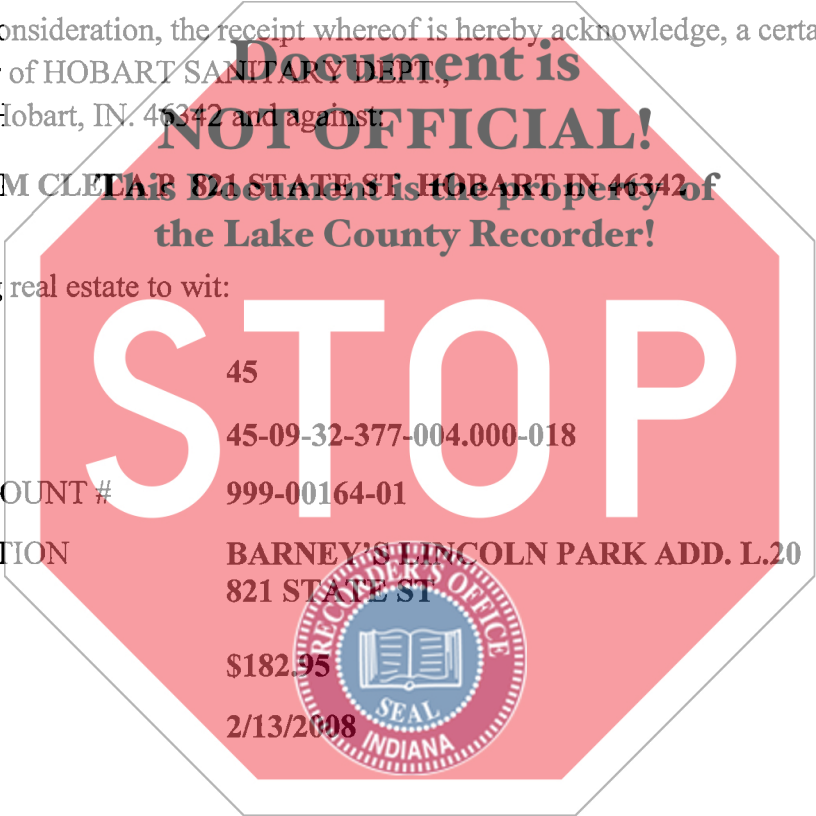 onsideration, the receipt whereof is hereby acknowledge, a certa
Document is
of HOBART SANITARY DEPT.,
Hobart, IN. 46342 and against:
NOT OFFICIAL!
M CLETA P. 821 STATE ST. HOBART IN 46342
This Document is the property of
the Lake County Recorder!
real estate to wit:
STOP
45
45-09-32-377-004.000-018
OUNT # 999-00164-01
TION BARNEY'S LINCOLN PARK ADD. L.20
821 STATE ST
RECORDER'S OFFICE
$182.95
SEAL
2/13/2008
INDIANA